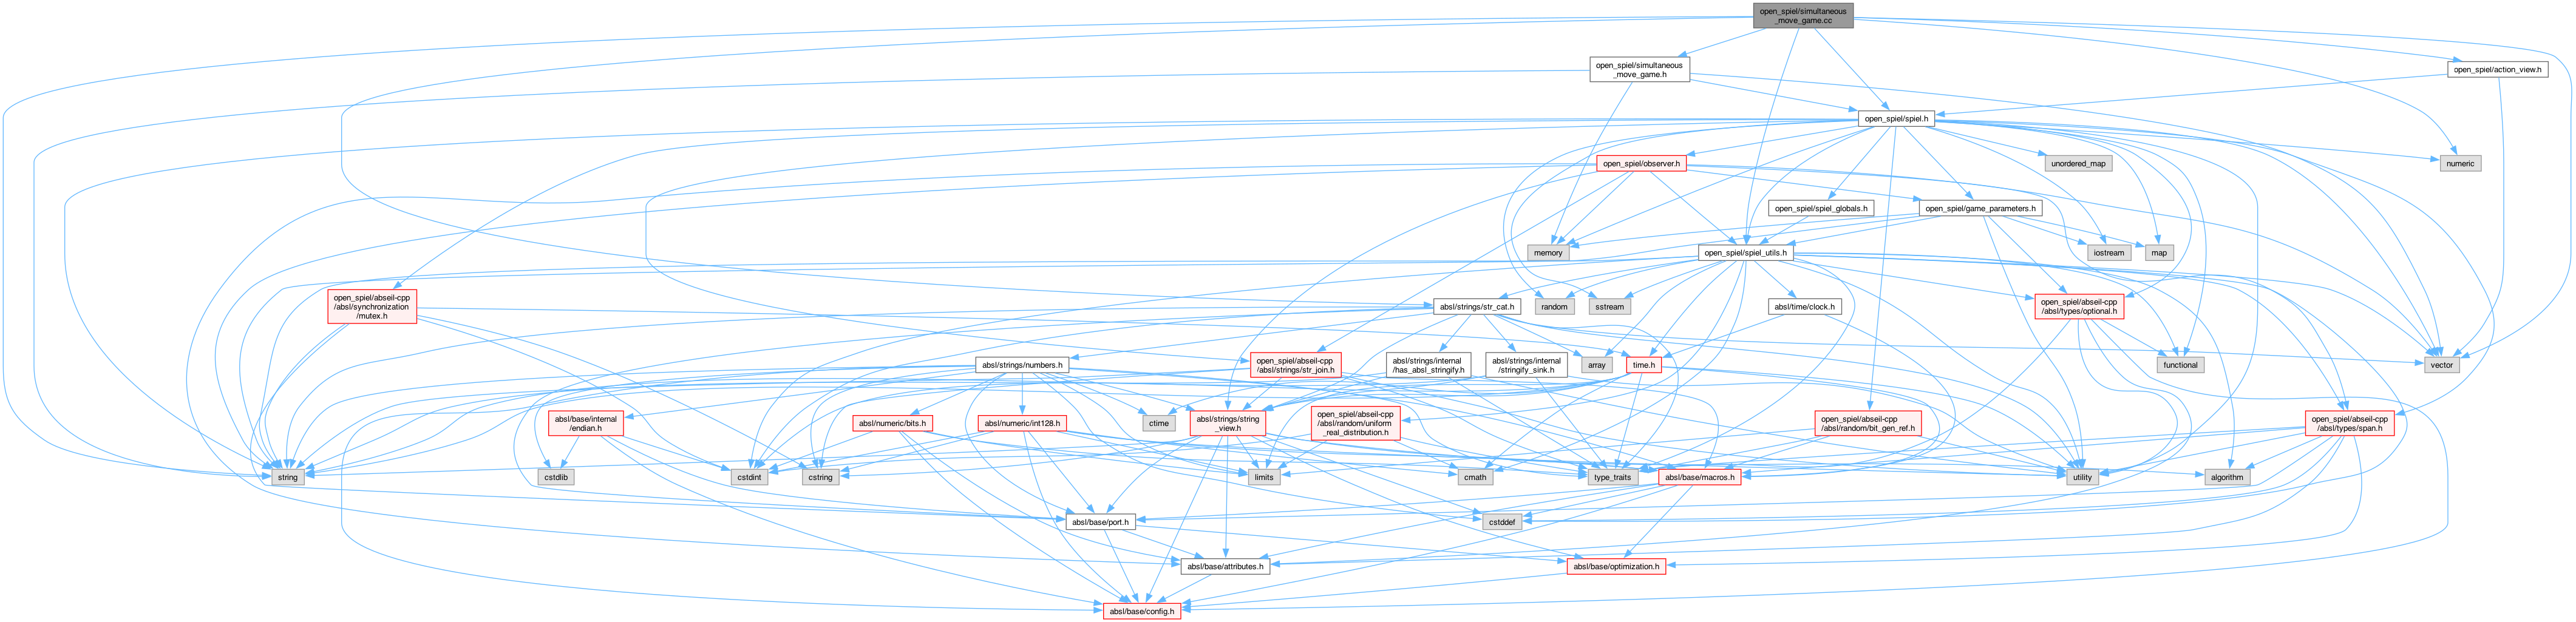 open_spiel/simultaneous
_move_game.cc
open_spiel/simultaneous
_move_game.h
open_spiel/action_view.h
open_spiel/spiel.h
open_spiel/observer.h
unordered_map
numeric
open_spiel/spiel_globals.h
open_spiel/game_parameters.h
memory
open_spiel/spiel_utils.h
iostream
map
open_spiel/abseil-cpp
/absl/synchronization
/mutex.h
absl/strings/str_cat.h
random
sstream
absl/time/clock.h
open_spiel/abseil-cpp
/absl/types/optional.h
absl/strings/numbers.h
open_spiel/abseil-cpp
/absl/strings/str_join.h
absl/strings/internal
/has_absl_stringify.h
absl/strings/internal
/stringify_sink.h
array
time.h
functional
vector
absl/base/internal
/endian.h
absl/numeric/bits.h
absl/numeric/int128.h
ctime
absl/strings/string
_view.h
open_spiel/abseil-cpp
/absl/random/uniform
_real_distribution.h
open_spiel/abseil-cpp
/absl/random/bit_gen_ref.h
open_spiel/abseil-cpp
/absl/types/span.h
string
cstdlib
cstdint
cstring
limits
cmath
type_traits
absl/base/macros.h
utility
algorithm
absl/base/port.h
cstddef
absl/base/attributes.h
absl/base/optimization.h
absl/base/config.h